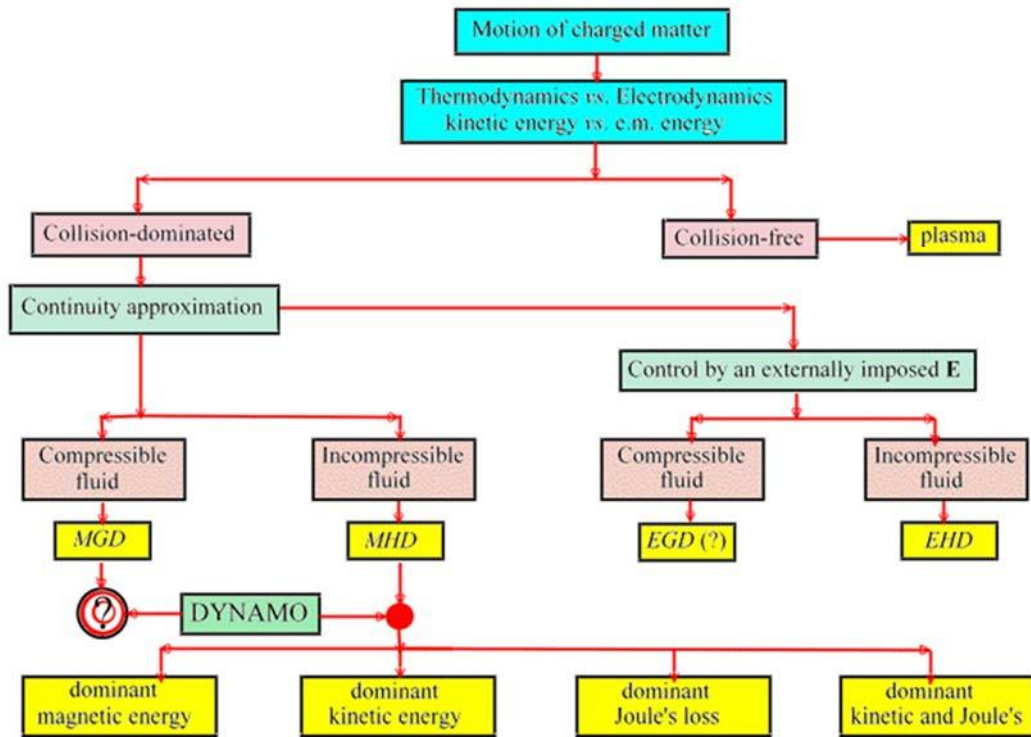 Motion of charged matter
Thermodynamics vs. Electrodynamics
kinetic energy vs. e.m. energy
Collision-dominated
Collision-free
plasma
Continuity approximation
Control by an externally imposed E
Compressible
fluid
Incompressible
fluid
Compressible
fluid
Incompressible
fluid
MGD
MHD
EGD (?)
EHD
?
DYNAMO
dominant
magnetic energy
dominant
kinetic energy
dominant
Joule's loss
dominant
kinetic and Joule's